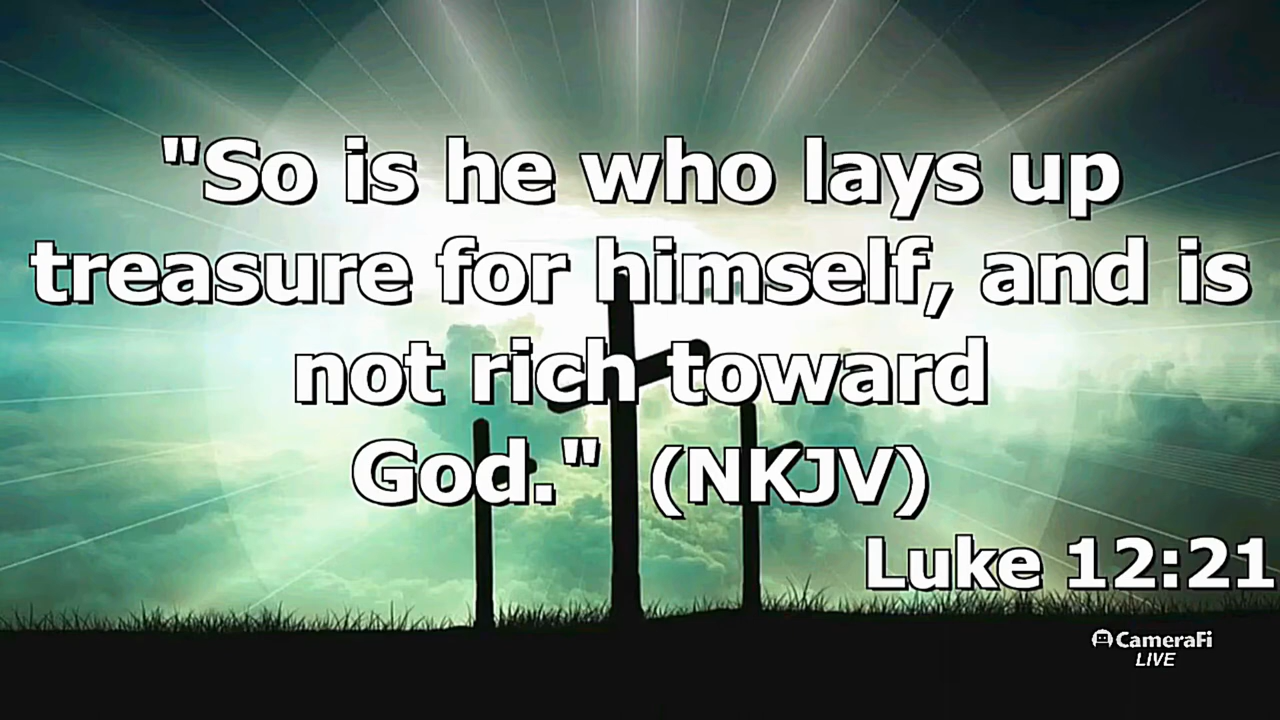 "So is he who lays up
treasure for himself, and is
not rich toward
God." (NKJV)
Luke 12:21
CameraFi
LIVE